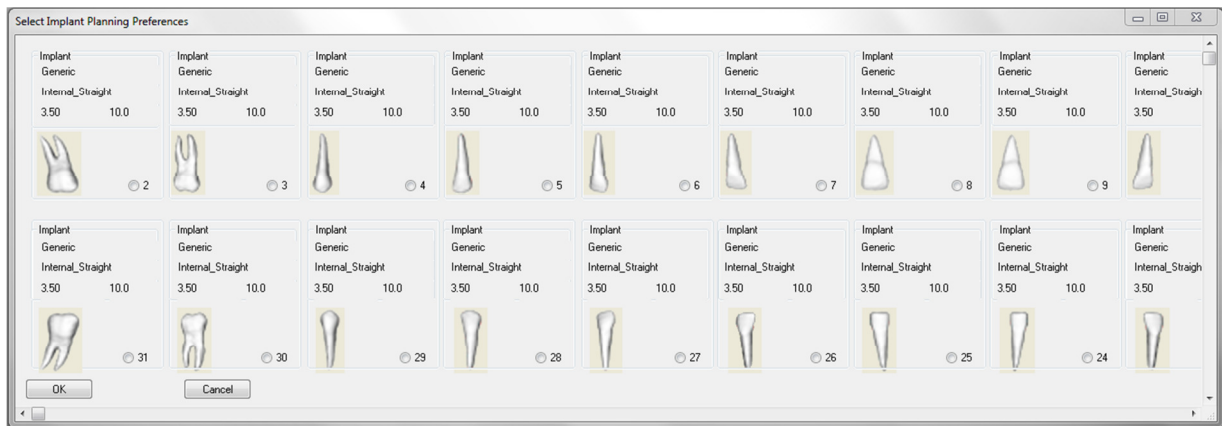 Select Implant Planning Preferences
Implant Implant Implant Implant Implant Implant Implant Implant Implant
Generic Generic Generic Generic Generic Generic Generic Generic Generic
Internal_Straight Internal_Straight Internal_Straight Internal_Straight Internal_Straight Internal_Straight Internal_Straight Internal_Straight Internal_Straigh
3.50 10.0 3.50 10.0 3.50 10.0 3.50 10.0 3.50 10.0 3.50 10.0 3.50 10.0 3.50 10.0 3.50
2 3 4 5 6 7 8 9
Implant Implant Implant Implant Implant Implant Implant Implant Implant
Generic Generic Generic Generic Generic Generic Generic Generic Generic
Internal_Straight Internal_Straight Internal_Straight Internal_Straight Internal_Straight Internal_Straight Internal_Straight Internal_Straight Internal_Straigh
3.50 10.0 3.50 10.0 3.50 10.0 3.50 10.0 3.50 10.0 3.50 10.0 3.50 10.0 3.50 10.0 3.50
31 30 29 28 27 26 25 24
OK Cancel